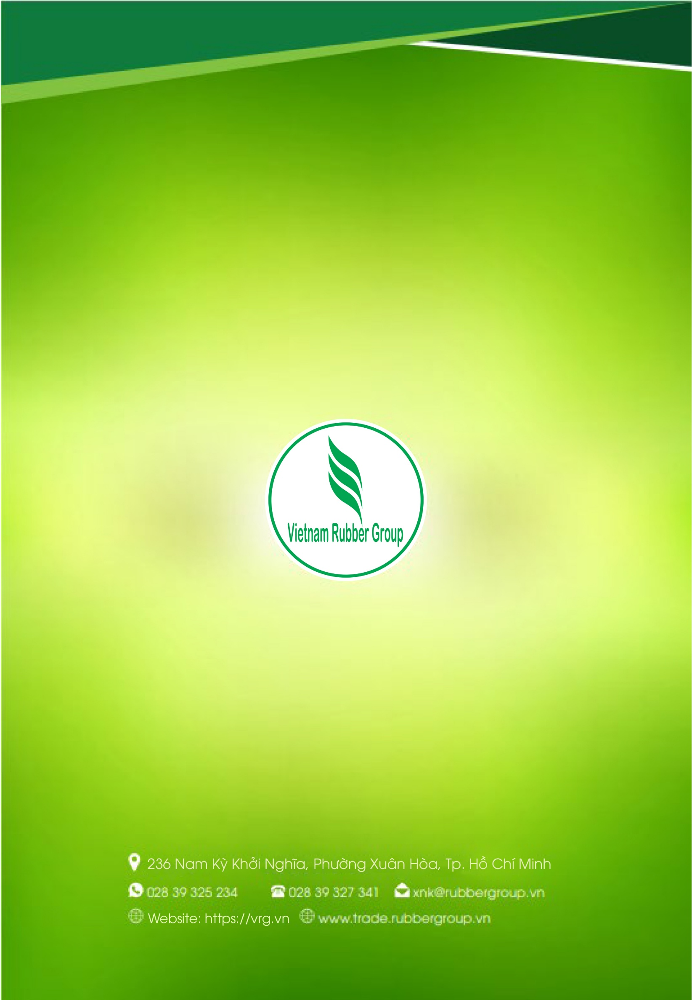 Vietnam Rubber Group
236 Nam Kỳ Khởi Nghĩa, Phường Xuân Hòa, Tp. Hồ Chí Minh
028 39 325 234 028 39 327 341 xnk@rubbergroup.vn
Website: https://vrg.vn www.trade.rubbergroup.vn